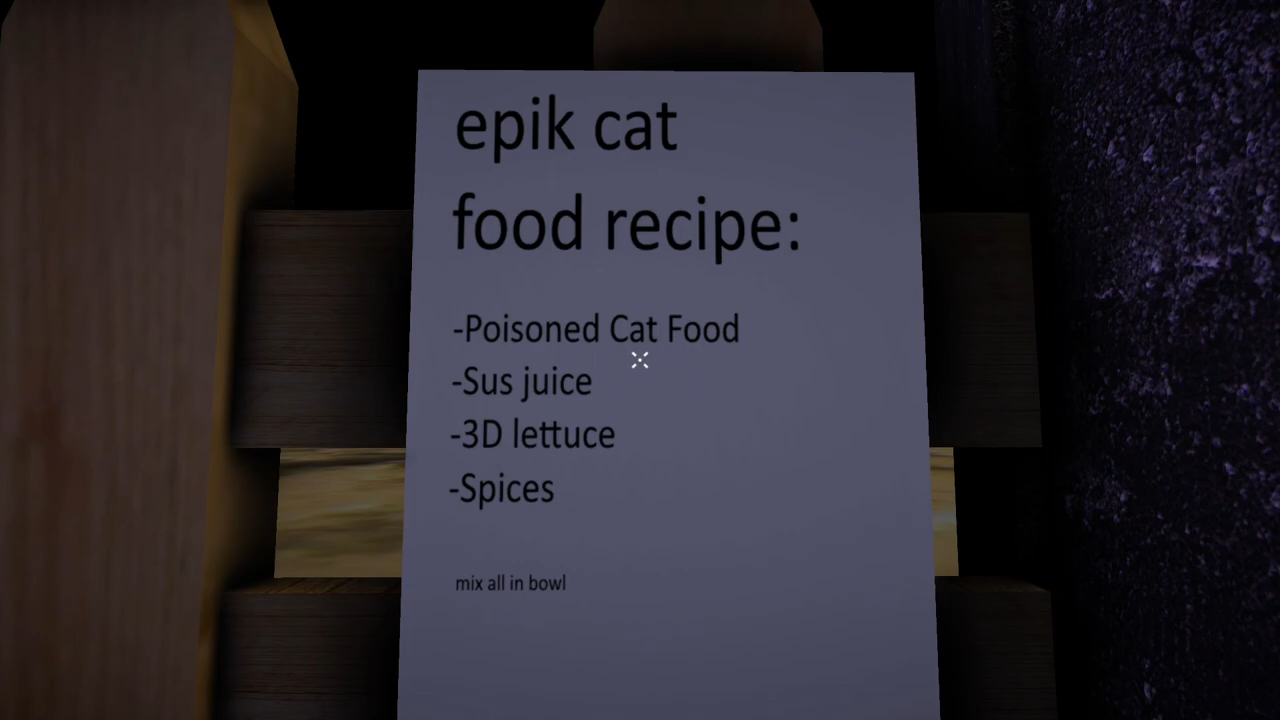 epik cat
food recipe:
-Poisoned Cat Food
-Sus juice
-3D lettuce
-Spices
mix all in bowl